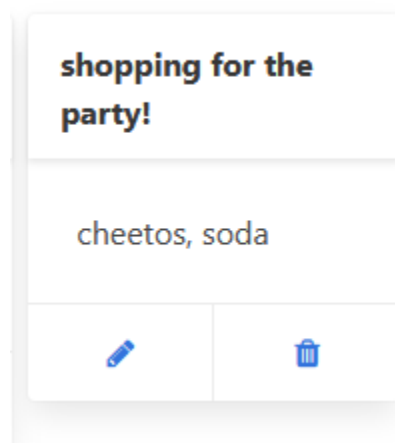 shopping for the
party!
cheetos, soda